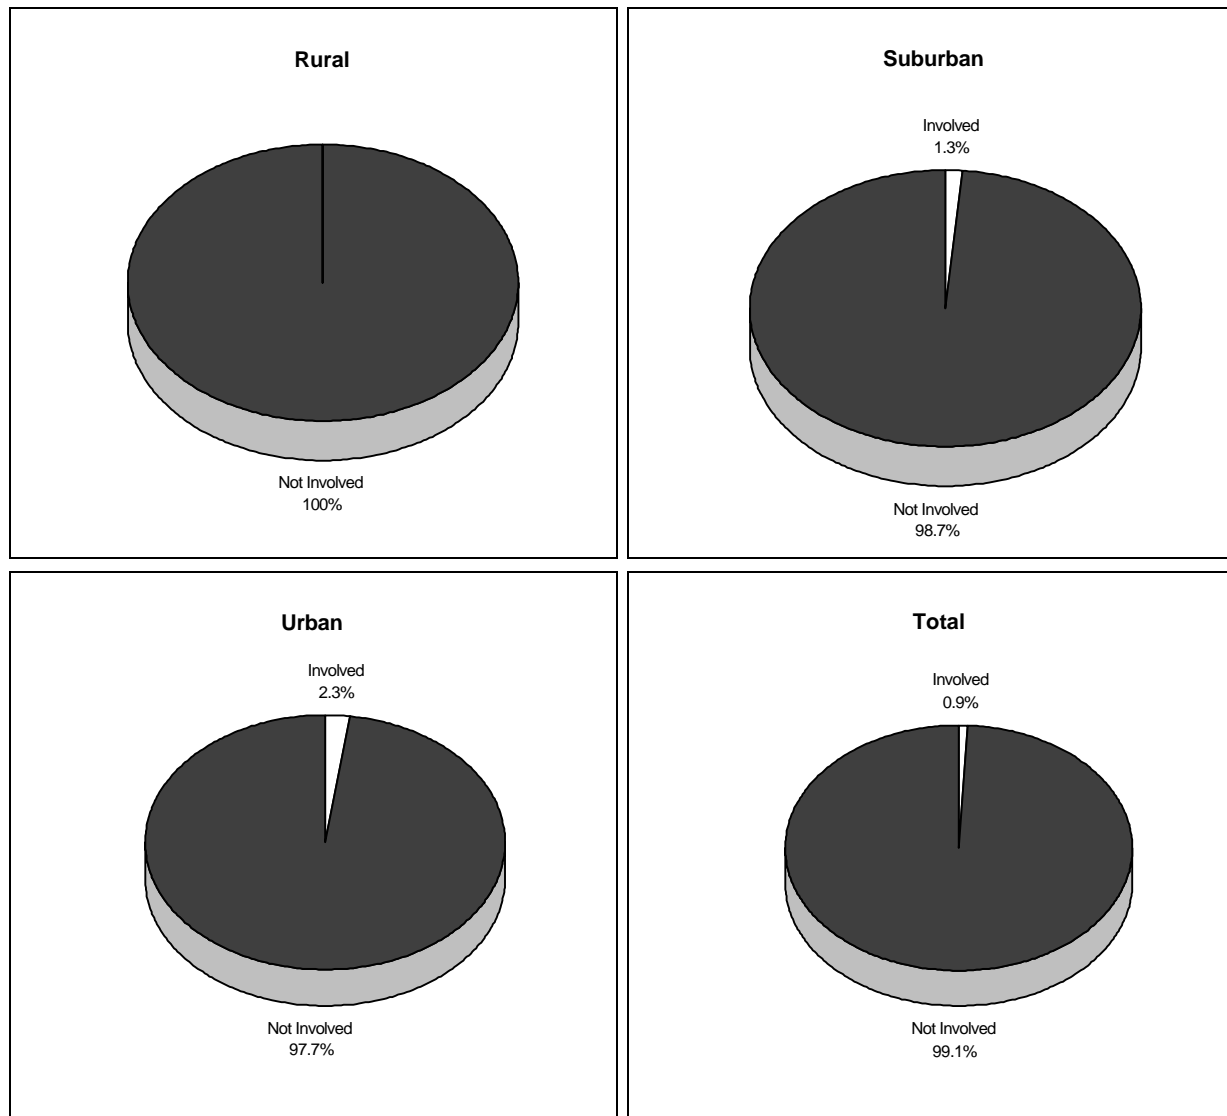 Rural
Not Involved
100%
Suburban
Involved
1.3%
Not Involved
98.7%
Urban
Involved
2.3%
Not Involved
97.7%
Total
Involved
0.9%
Not Involved
99.1%